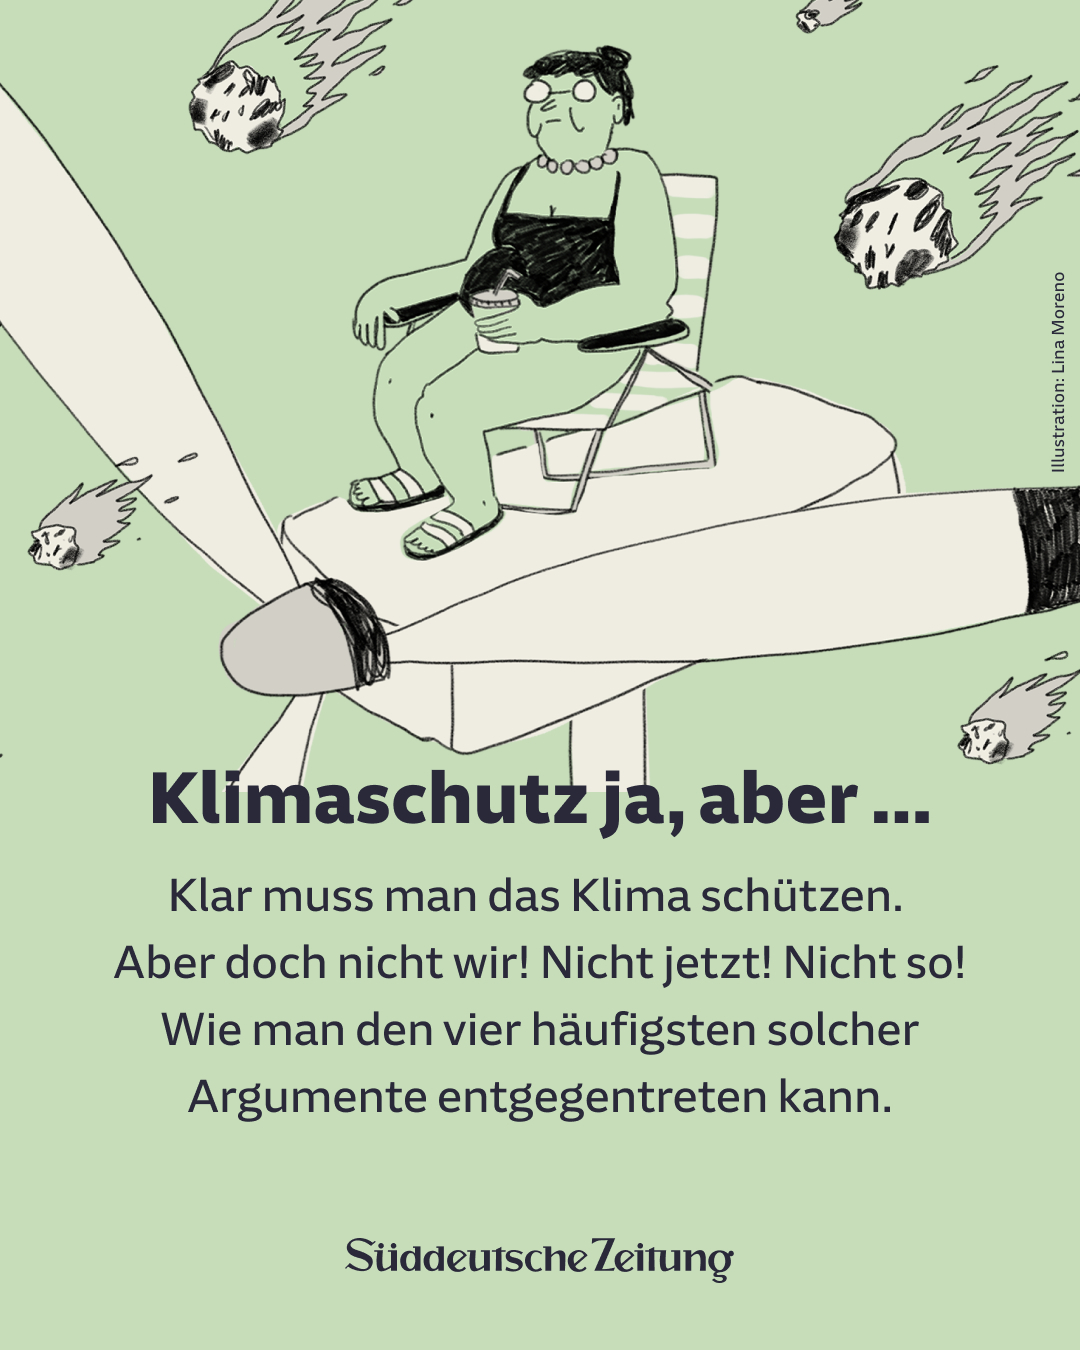 Illustration: Lina Moreno
Klimaschutz ja, aber ...
Klar muss man das Klima schützen.
Aber doch nicht wir! Nicht jetzt! Nicht so!
Wie man den vier häufigsten solcher
Argumente entgegentreten kann.
Süddeutsche Zeitung